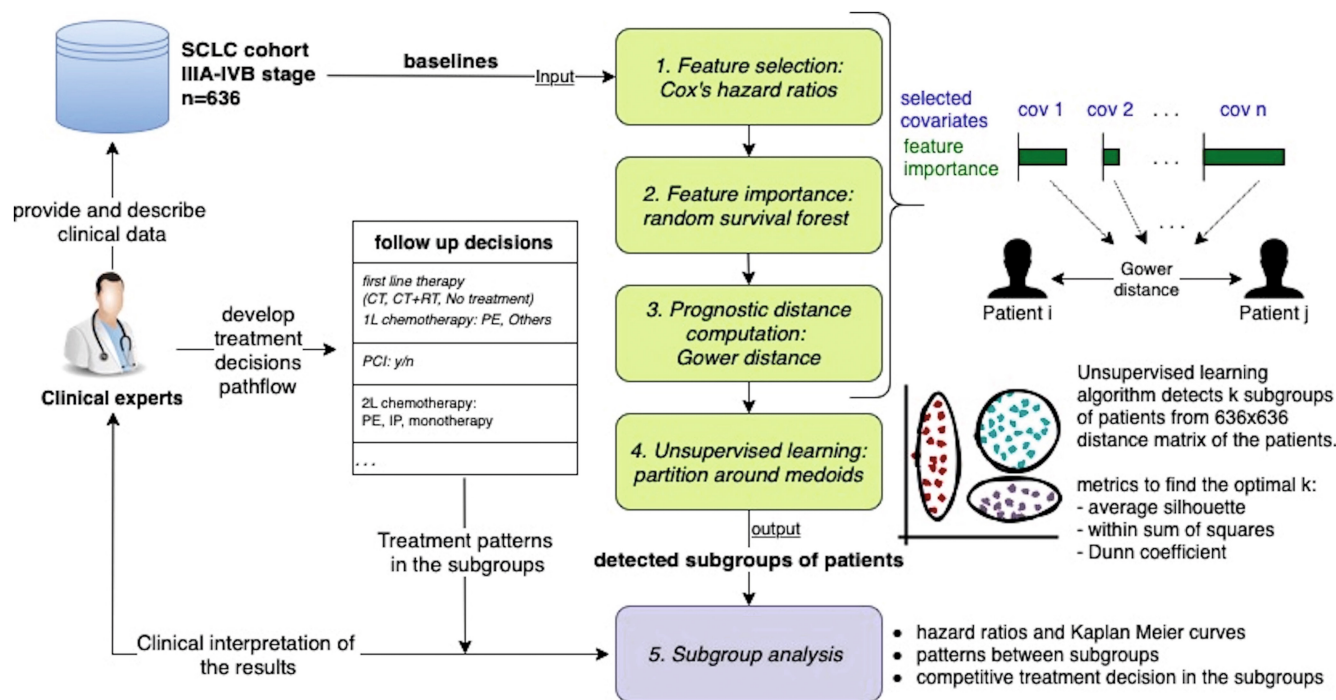 SCLC cohort
IIIA-IVB stage
n=636
baselines
Input
1. Feature selection:
Cox's hazard ratios
selected
covariates
cov 1
cov 2
. . .
cov n
feature
importance
. . .
2. Feature importance:
random survival forest
provide and describe
clinical data
follow up decisions
first line therapy
(CT, CT+RT, No treatment)
1L chemotherapy: PE, Others
PCI: y/n
2L chemotherapy:
PE, IP, monotherapy
. . .
. . .
Gower
distance
Patient i
Patient j
3. Prognostic distance
computation:
Gower distance
develop
treatment
decisions
pathflow
Clinical experts
Unsupervised learning
algorithm detects k subgroups
of patients from 636x636
distance matrix of the patients.
metrics to find the optimal k:
- average silhouette
- within sum of squares
- Dunn coefficient
4. Unsupervised learning:
partition around medoids
output
detected subgroups of patients
Treatment patterns
in the subgroups
Clinical interpretation of
the results
5. Subgroup analysis
• hazard ratios and Kaplan Meier curves
• patterns between subgroups
• competitive treatment decision in the subgroups